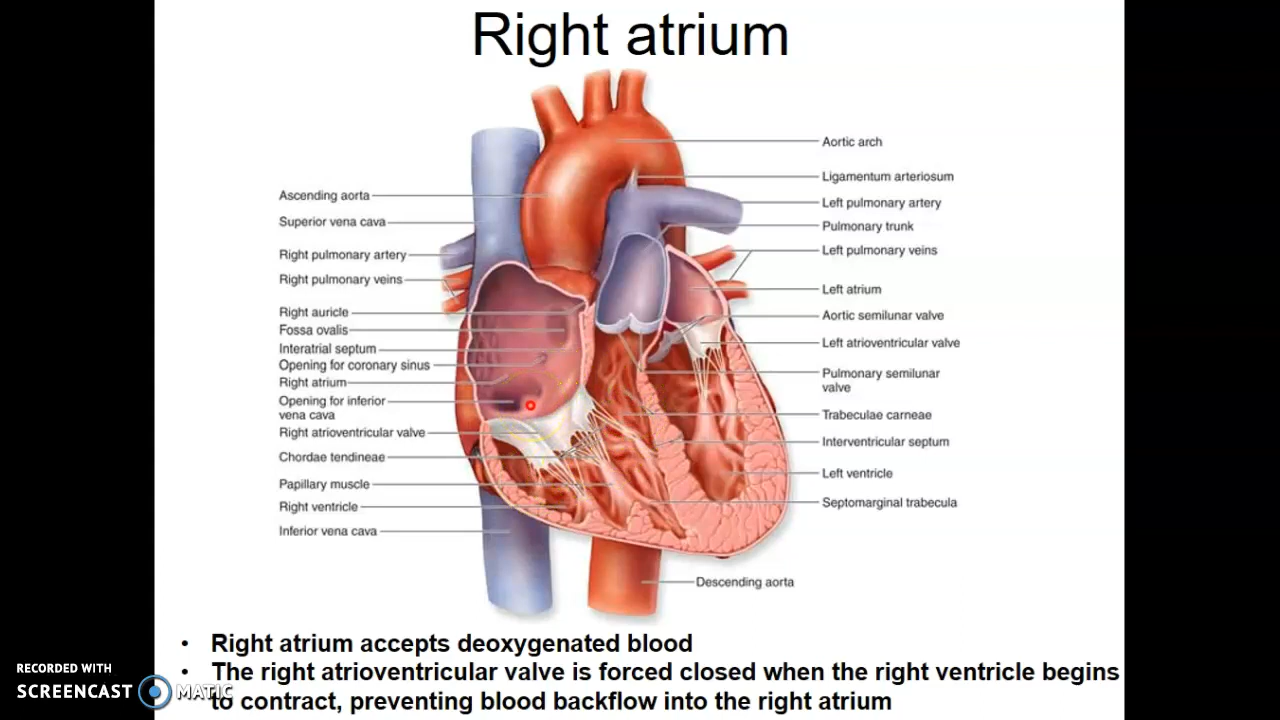 Right atrium
Aortic arch
Ligamentum arteriosum
Ascending aorta
Left pulmonary artery
Superior vena cava
Pulmonary trunk
Right pulmonary artery
Left pulmonary veins
Right pulmonary veins
Left atrium
Right auricle
Aortic semilunar valve
Fossa ovalis
Left atrioventricular valve
Interatrial septum
Opening for coronary sinus
Pulmonary semilunar
valve
Right atrium
Opening for inferior
vena cava
Trabeculae carneae
Right atrioventricular valve
Interventricular septum
Chordae tendineae
Left ventricle
Papillary muscle
Septomarginal trabecula
Right ventricle
Inferior vena cava
Descending aorta
• Right atrium accepts deoxygenated blood
• The right atrioventricular valve is forced closed when the right ventricle begins
to contract, preventing blood backflow into the right atrium
RECORDED WITH
SCREENCAST MATIC